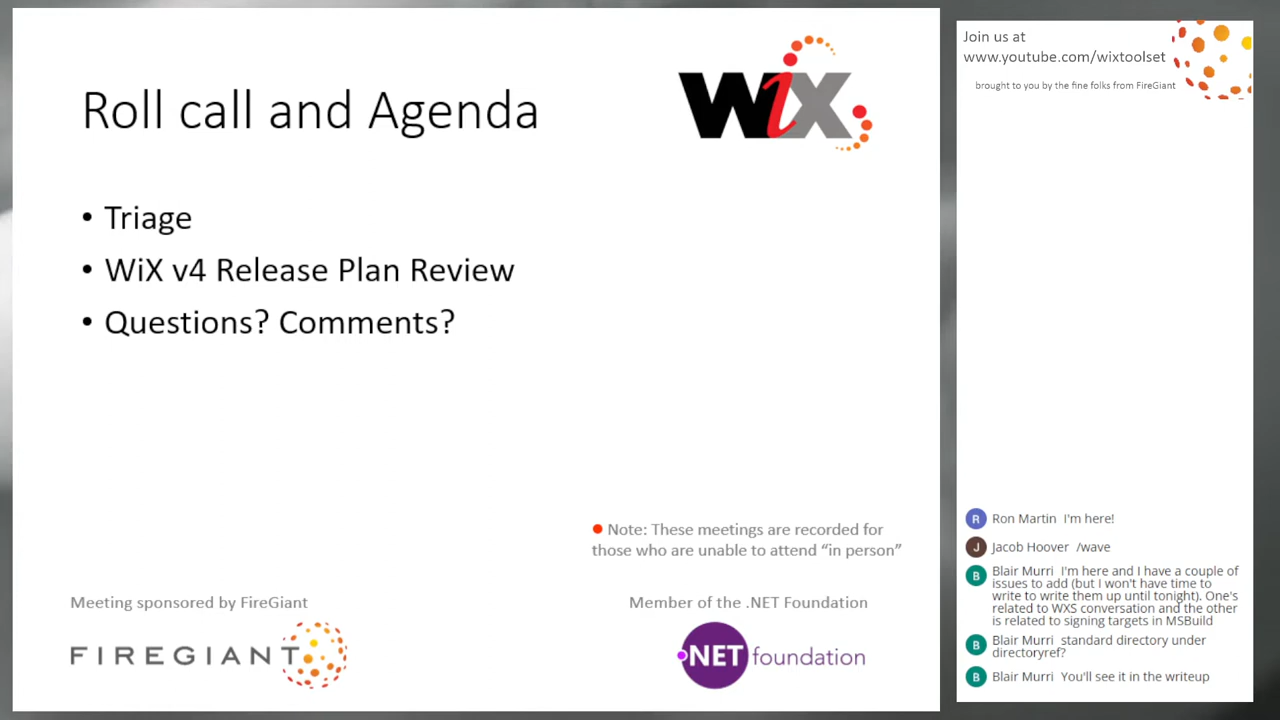 Roll call and Agenda
WiX
• Triage
• WiX v4 Release Plan Review
• Questions? Comments?
Note: These meetings are recorded for
those who are unable to attend “in person”
Meeting sponsored by FireGiant
FIREGIANT
Member of the .NET Foundation
.NET foundation
Join us at
www.youtube.com/wixtoolset
brought to you by the fine folks from FireGiant
R Ron Martin I'm here!
J Jacob Hoover /wave
B Blair Murri I'm here and I have a couple of
issues to add (but I won't have time to
write to write them up until tonight). One's
related to WXS conversation and the other
is related to signing targets in MSBuild
B Blair Murri standard directory under
directoryref?
B Blair Murri You'll see it in the writeup